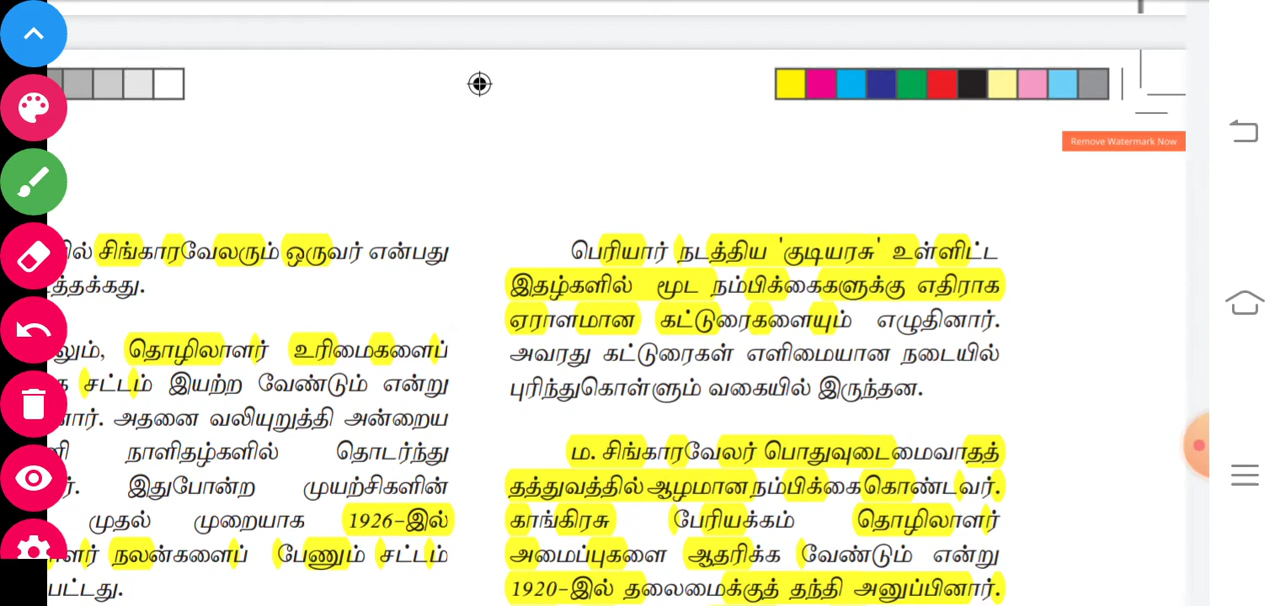 Remove Watermark Now
சிங்காரவேலரும் ஒருவர் என்பது
தொழிலாளர் உரிமைகளைப்
சட்டம் இயற்ற வேண்டும் என்று
அதனை வலியுறுத்தி அன்றைய
நாளிதழ்களில் தொடர்ந்து
இதுபோன்ற முயற்சிகளின்
முதல் முறையாக 1926-இல்
நலன்களைப் பேணும் சட்டம்
பெரியார் நடத்திய 'குடியரசு' உள்ளிட்ட
இதழ்களில் மூட நம்பிக்கைகளுக்கு எதிராக
ஏராளமான கட்டுரைகளையும் எழுதினார்.
அவரது கட்டுரைகள் எளிமையான நடையில்
புரிந்துகொள்ளும் வகையில் இருந்தன.
ம. சிங்காரவேலர் பொதுவுடைமைவாதத்
தத்துவத்தில் ஆழமான நம்பிக்கைகொண்டவர்.
காங்கிரசு பேரியக்கம் தொழிலாளர்
அமைப்புகளை ஆதரிக்க வேண்டும் என்று
1920-இல் தலைமைக்குத் தந்தி அனுப்பினார்.